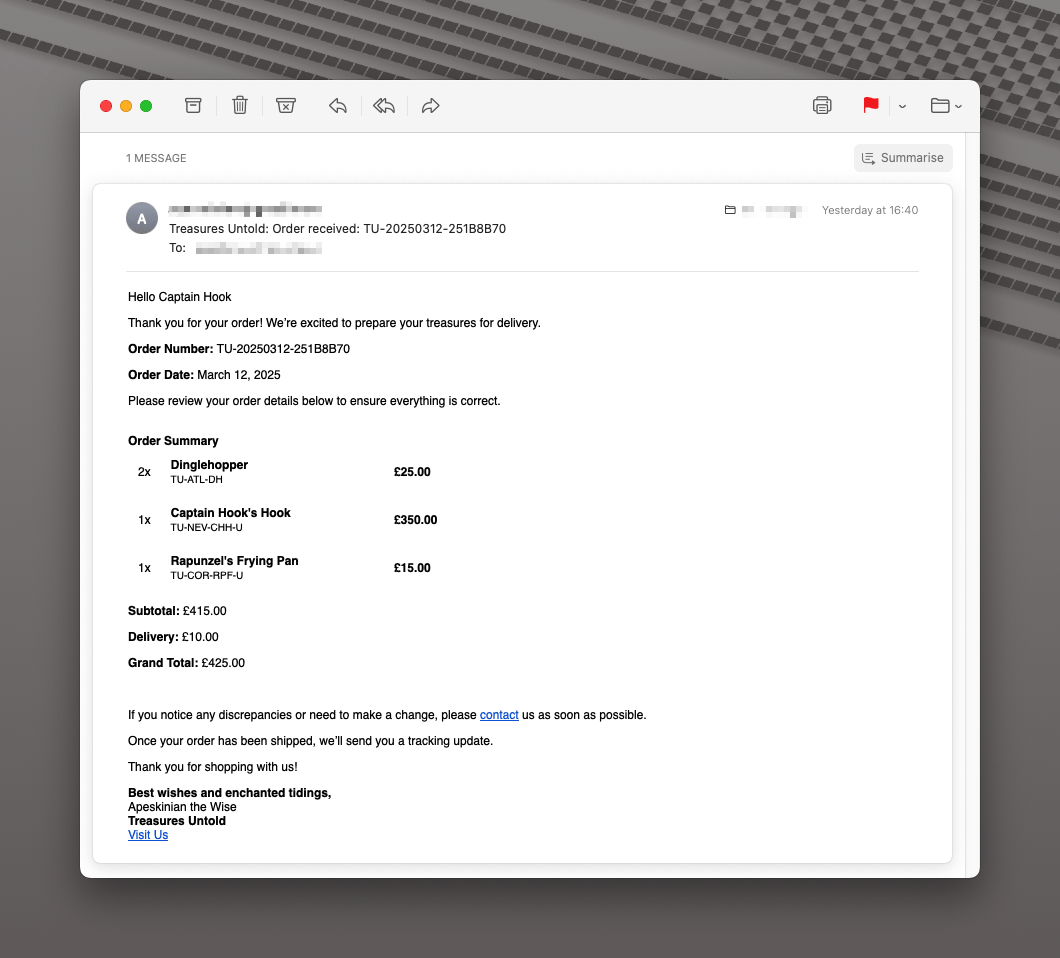 1 MESSAGE
Summarise
A
Yesterday at 16:40
Treasures Untold: Order received: TU-20250312-251B8B70
To:
Hello Captain Hook
Thank you for your order! We’re excited to prepare your treasures for delivery.
Order Number: TU-20250312-251B8B70
Order Date: March 12, 2025
Please review your order details below to ensure everything is correct.
Order Summary
2x Dinglehopper £25.00
TU-ATL-DH
1x Captain Hook's Hook £350.00
TU-NEV-CHH-U
1x Rapunzel's Frying Pan £15.00
TU-COR-RPF-U
Subtotal: £415.00
Delivery: £10.00
Grand Total: £425.00
If you notice any discrepancies or need to make a change, please contact us as soon as possible.
Once your order has been shipped, we’ll send you a tracking update.
Thank you for shopping with us!
Best wishes and enchanted tidings,
Apeskinian the Wise
Treasures Untold
Visit Us